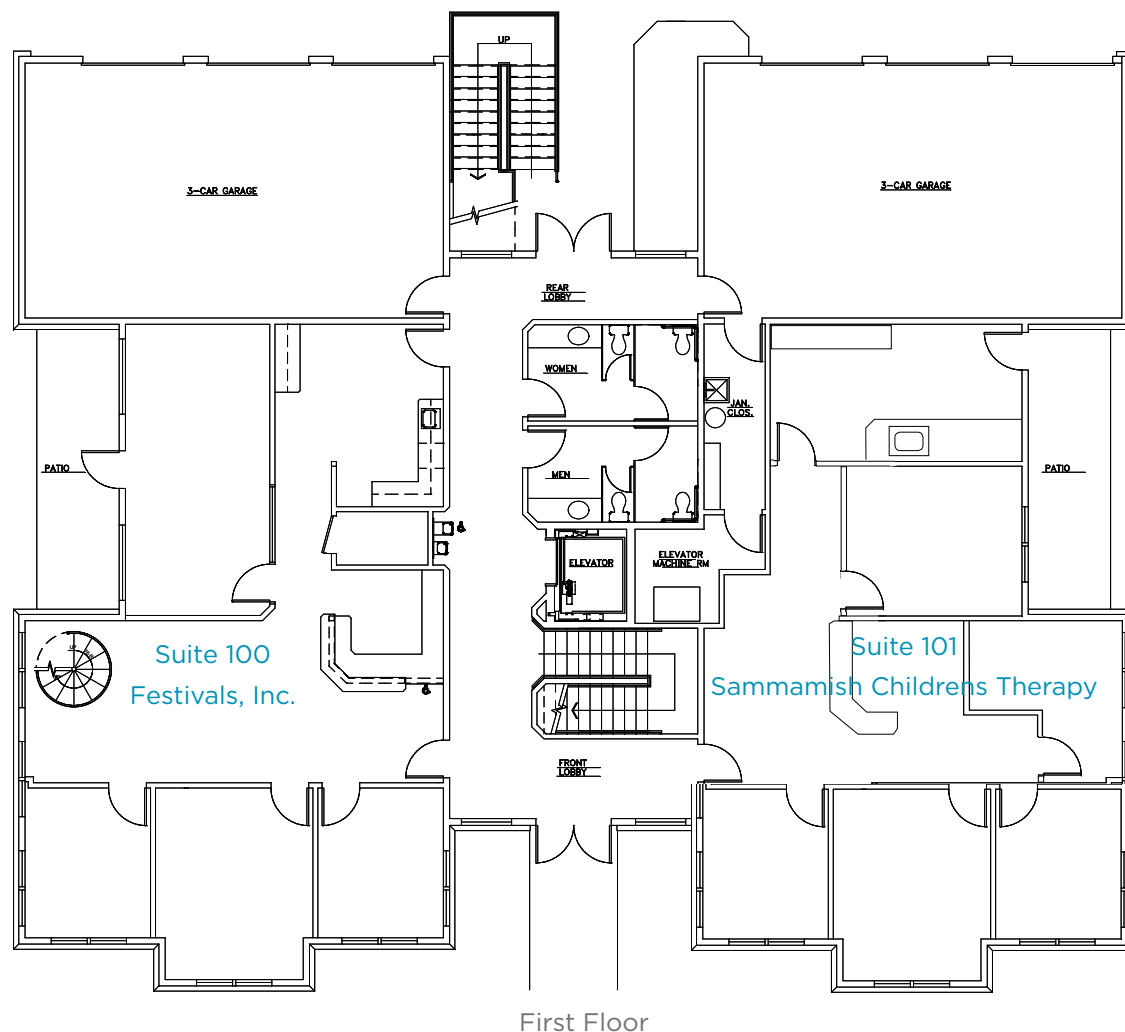 UP
3-CAR GARAGE
3-CAR GARAGE
REAR
LOBBY
WOMEN
JAN.
CLOS.
PATIO
MEN
PATIO
ELEVATOR
ELEVATOR
MACHINE RM
UP
Suite 100
Festivals, Inc.
Suite 101
Sammamish Childrens Therapy
FRONT
LOBBY
First Floor